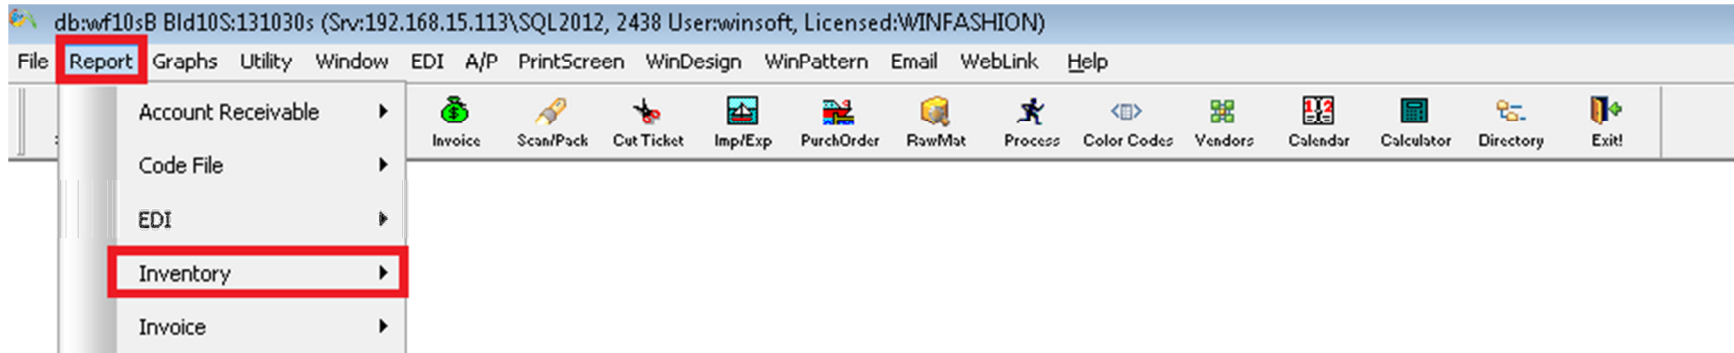 db:wf10sB Bld10S:131030s (Srv:192.168.15.113\SQL2012, 2438 User:winsoft, Licensed:WINFASHION)
File Report Graphs Utility Window EDI A/P PrintScreen WinDesign WinPattern Email WebLink Help
Invoice Scan/Pack Cut Ticket Imp/Exp PurchOrder RawMat Process Color Codes Vendors Calendar Calculator Directory Exit!
Account Receivable
Code File
EDI
Inventory
Invoice